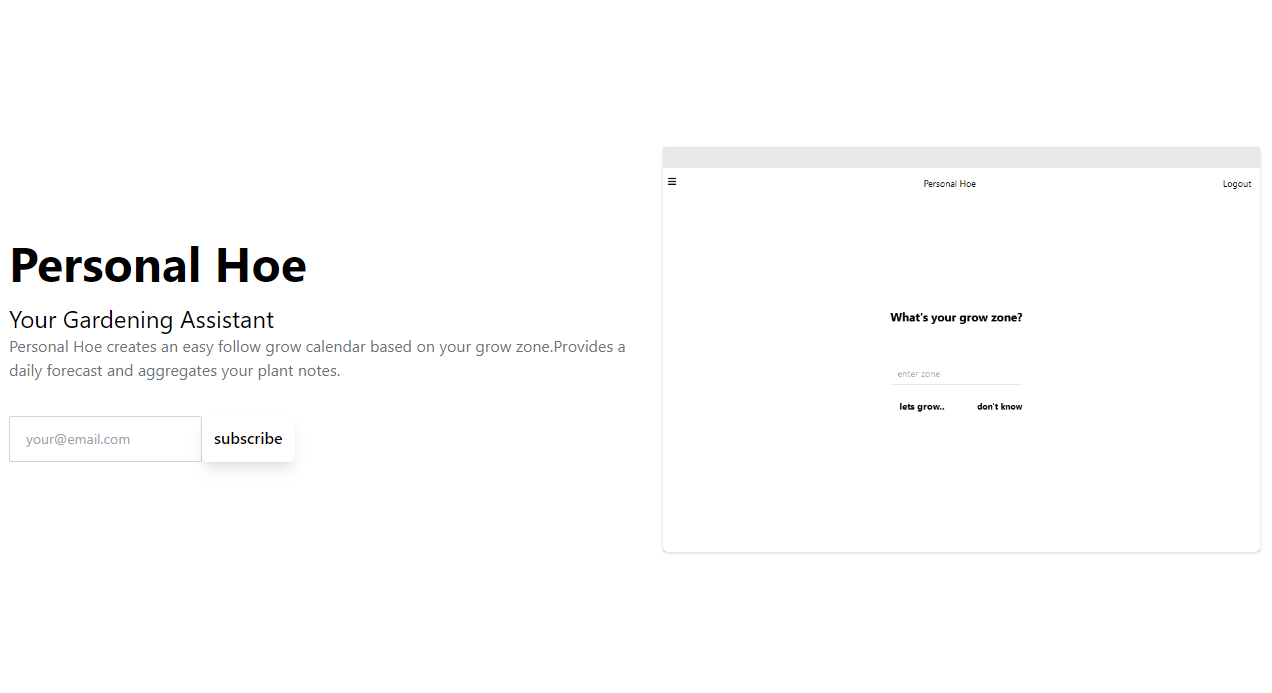 Personal Hoe
Your Gardening Assistant
Personal Hoe creates an easy follow grow calendar based on your grow zone.Provides a
daily forecast and aggregates your plant notes.
your@email.com
subscribe
Personal Hoe
Logout
What's your grow zone?
enter zone
lets grow..
don't know